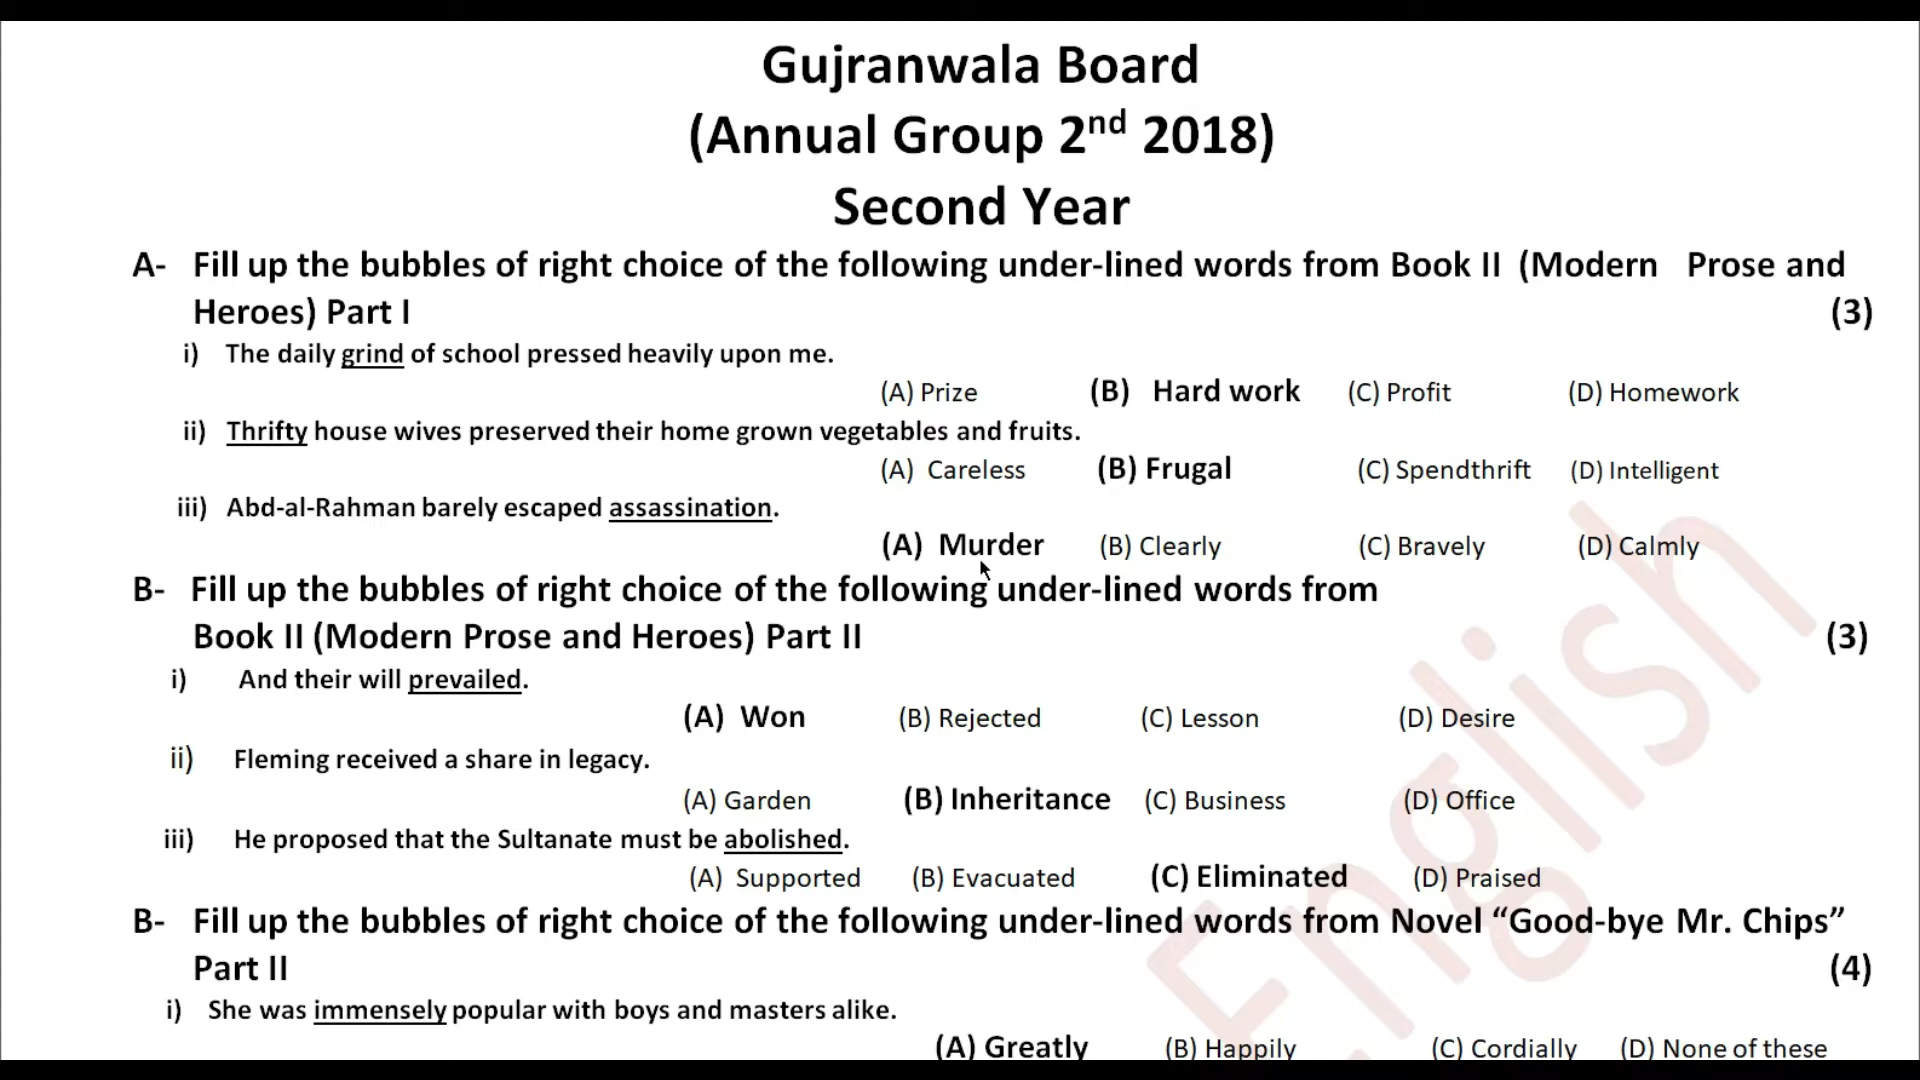 Gujranwala Board
(Annual Group 2nd 2018)
Second Year
A- Fill up the bubbles of right choice of the following under-lined words from Book II (Modern Prose and
Heroes) Part I (3)
i) The daily grind of school pressed heavily upon me.
(A) Prize (B) Hard work (C) Profit (D) Homework
ii) Thrifty house wives preserved their home grown vegetables and fruits.
(A) Careless (B) Frugal (C) Spendthrift (D) Intelligent
iii) Abd-al-Rahman barely escaped assassination.
(A) Murder (B) Clearly (C) Bravely (D) Calmly
B- Fill up the bubbles of right choice of the following under-lined words from
Book II (Modern Prose and Heroes) Part II (3)
i) And their will prevailed.
(A) Won (B) Rejected (C) Lesson (D) Desire
ii) Fleming received a share in legacy.
(A) Garden (B) Inheritance (C) Business (D) Office
iii) He proposed that the Sultanate must be abolished.
(A) Supported (B) Evacuated (C) Eliminated (D) Praised
B- Fill up the bubbles of right choice of the following under-lined words from Novel “Good-bye Mr. Chips”
Part II (4)
i) She was immensely popular with boys and masters alike.
(A) Greatly (B) Happily (C) Cordially (D) None of these
English